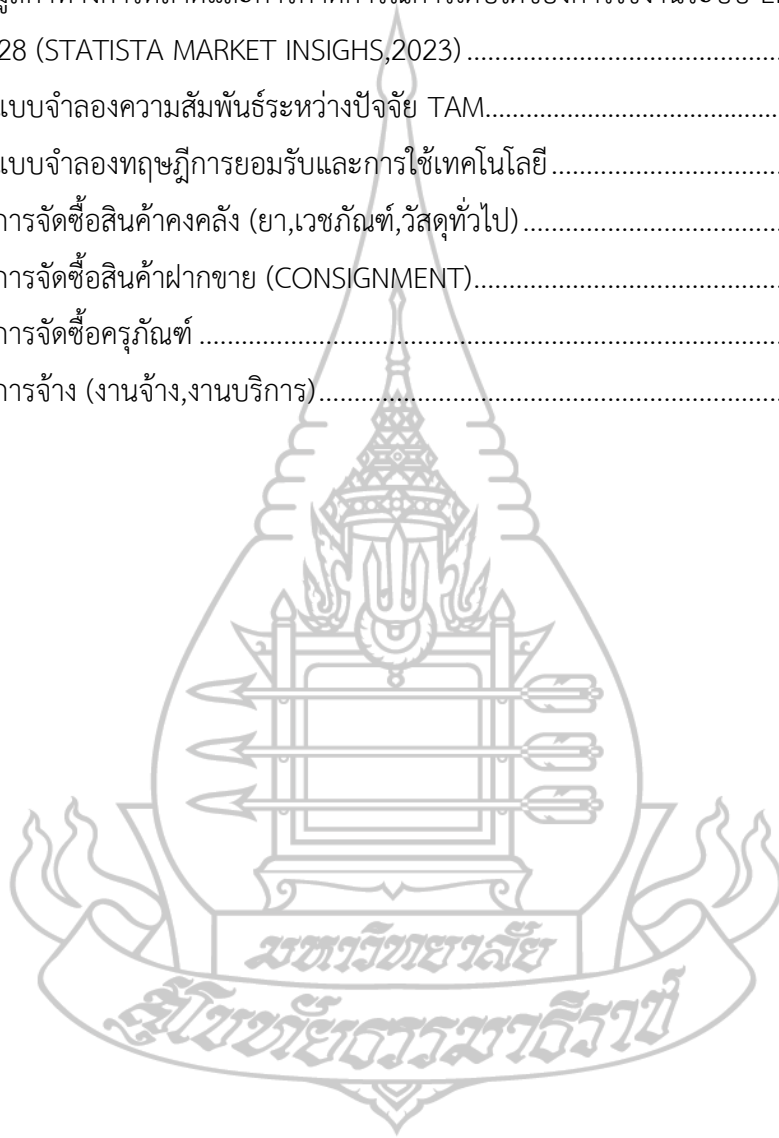 28 (STATISTA MARKET INSIGHS,2023)
แบบจำลองความสัมพันธ์ระหว่างปัจจัย TAM
แบบจำลองทฤษฎีการยอมรับและการใช้เทคโนโลยี
การจัดซื้อสินค้าคงคลัง (ยา,เวชภัณฑ์,วัสดุทั่วไป)
การจัดซื้อสินค้าฝากขาย (CONSIGNMENT)
การจัดซื้อครุภัณฑ์
การจ้าง (งานจ้าง,งานบริการ)
มหาวิทยาลัย
สุโขทัยธรรมาธิราช